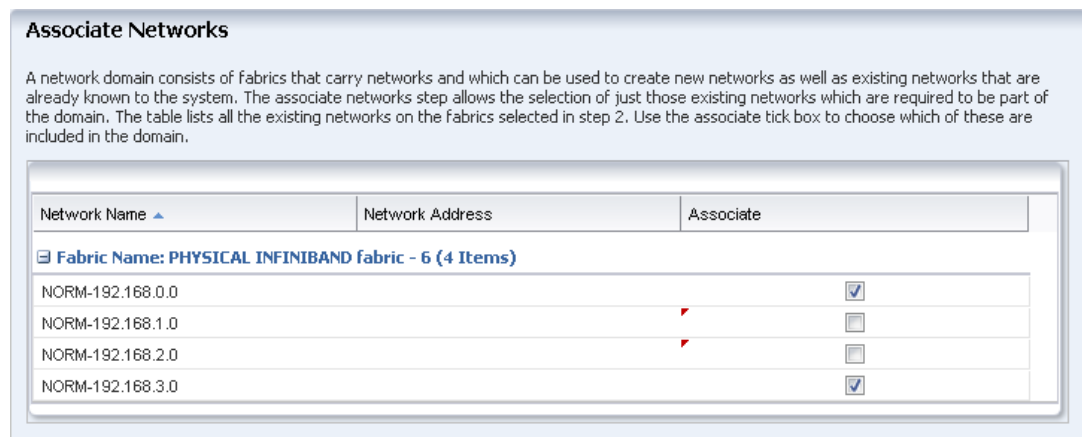 Associate Networks
A network domain consists of fabrics that carry networks and which can be used to create new networks as well as existing networks that are
already known to the system. The associate networks step allows the selection of just those existing networks which are required to be part of
the domain. The table lists all the existing networks on the fabrics selected in step 2. Use the associate tick box to choose which of these are
included in the domain.
Network Name Network Address Associate
Fabric Name: PHYSICAL INFINIBAND fabric - 6 (4 Items)
NORM-192.168.0.0
NORM-192.168.1.0
NORM-192.168.2.0
NORM-192.168.3.0